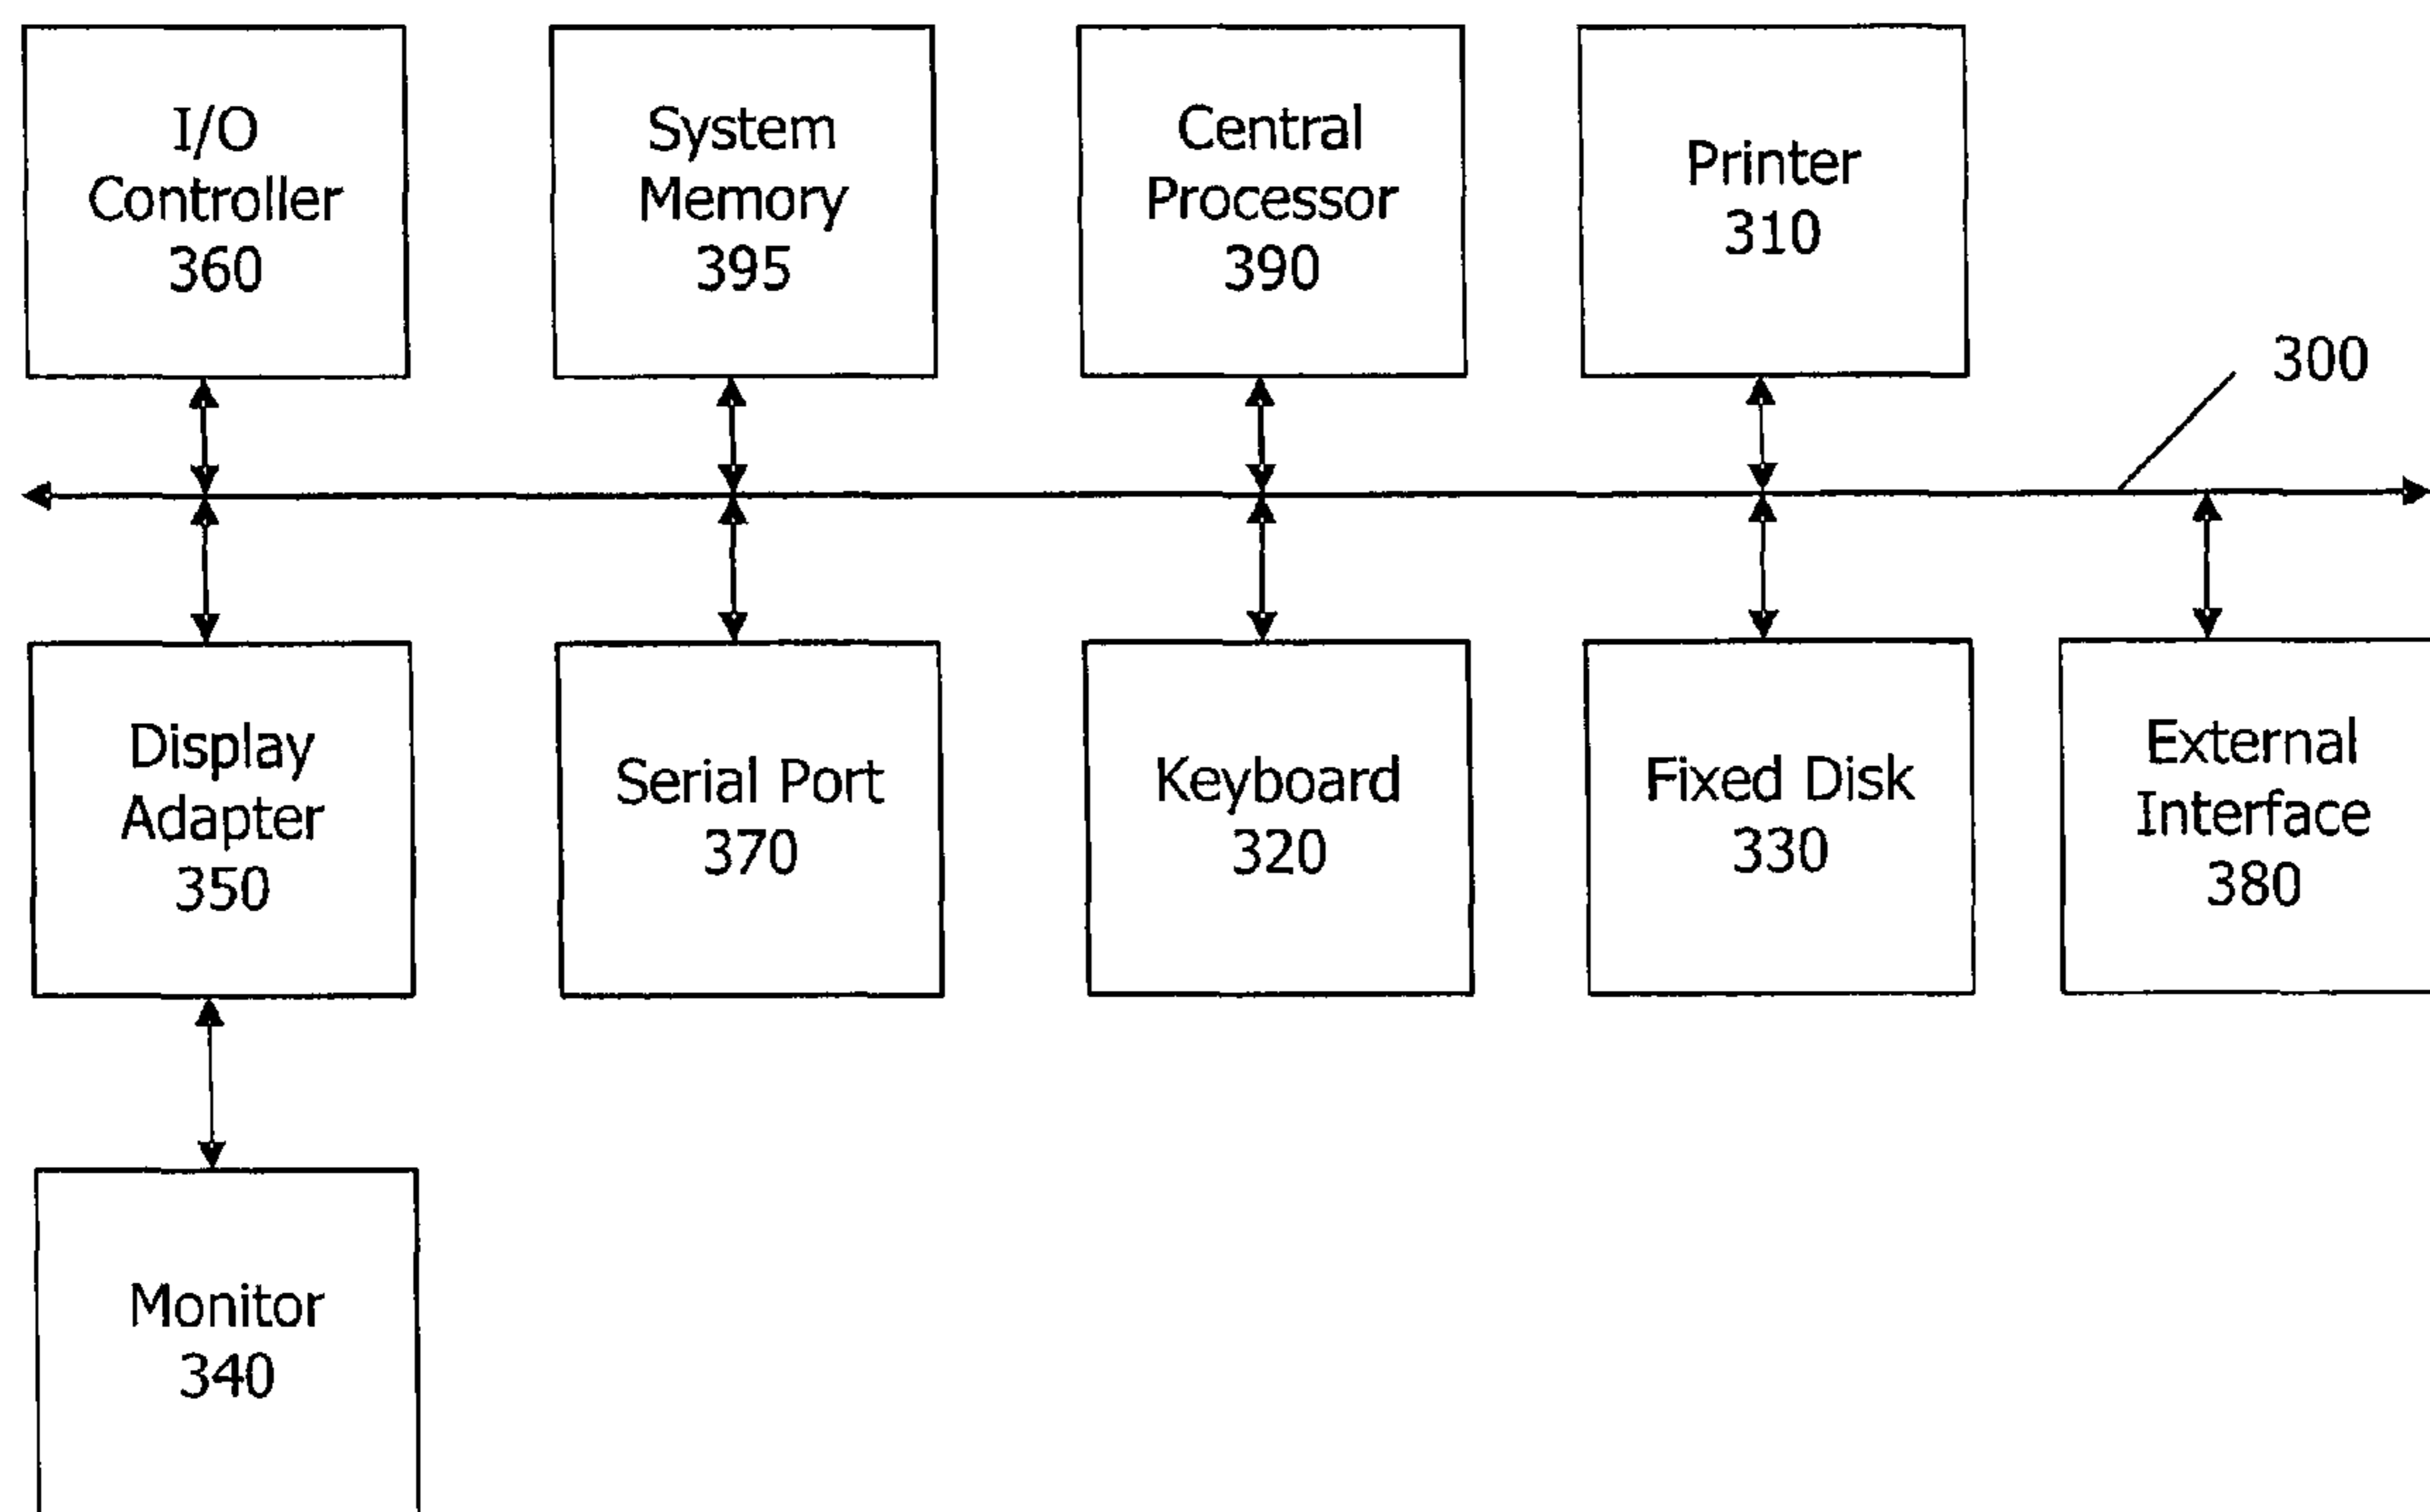 I/O
Controller
360
System
Memory
395
Central
Processor
390
Printer
310
300
Display
Adapter
350
Serial Port
370
Keyboard
320
Fixed Disk
330
External
Interface
380
Monitor
340